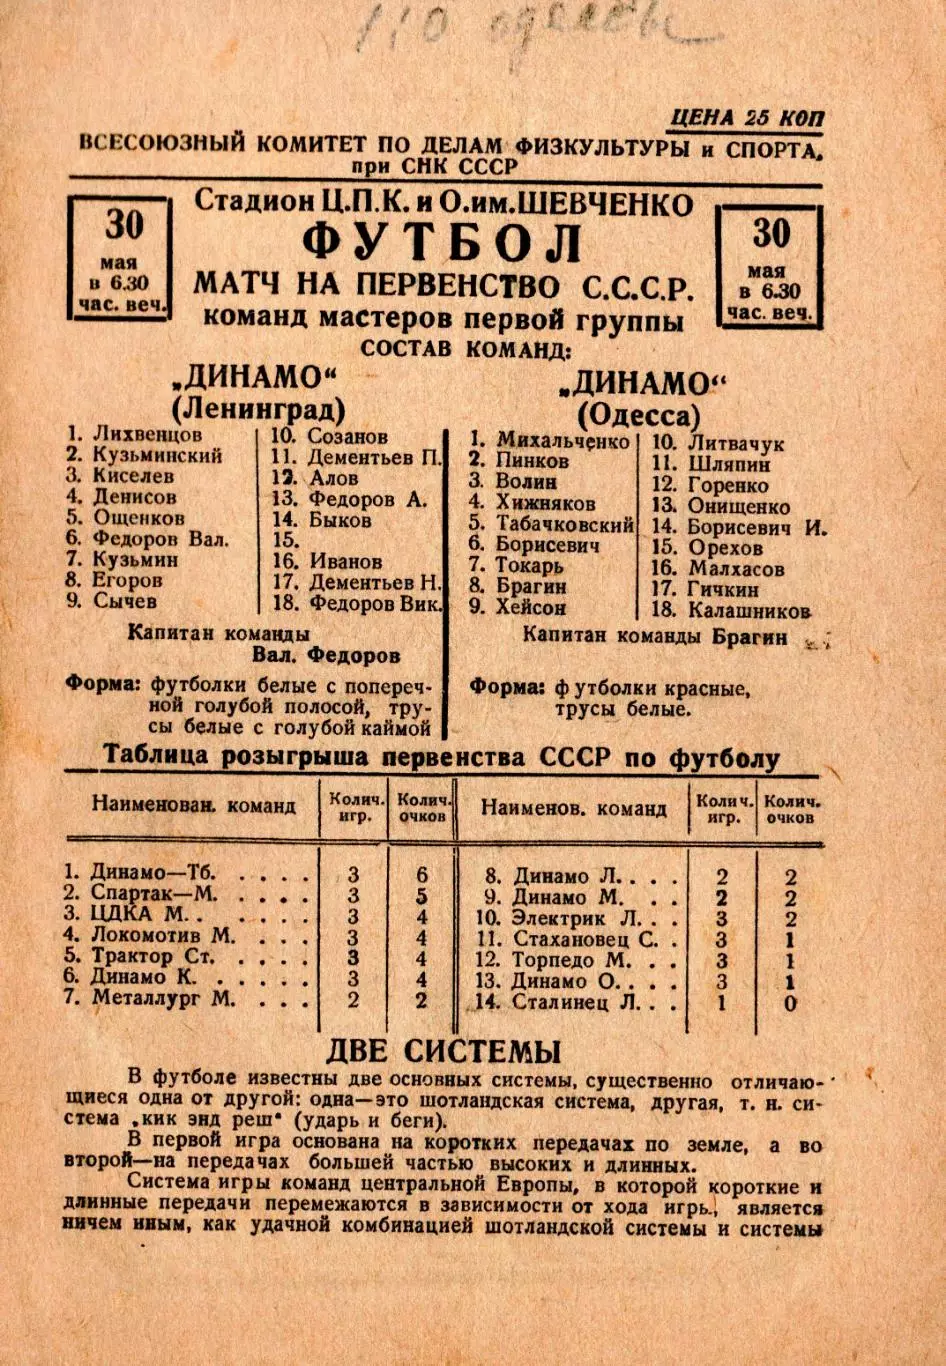 1:0 одессы
ЦЕНА 25 КОП
ВСЕСОЮЗНЫЙ КОМИТЕТ ПО ДЕЛАМ ФИЗКУЛЬТУРЫ и СПОРТА,
при СНК СССР
30
мая
в 6.30
час. веч.
Стадион Ц.П.К. и О.им.ШЕВЧЕНКО
ФУТБОЛ
МАТЧ НА ПЕРВЕНСТВО С.С.С.Р.
команд мастеров первой группы
СОСТАВ КОМАНД:
30
мая
в 6.30
час. веч.
„ДИНАМО“
(Ленинград)
1. Лихвенцов
2. Кузьминский
3. Киселев
4. Денисов
5. Ощенков
6. Федоров Вал.
7. Кузьмин
8. Егоров
9. Сычев
10. Созанов
11. Дементьев П.
12. Алов
13. Федоров А.
14. Быков
15.
16. Иванов
17. Дементьев Н.
18. Федоров Вик.
Капитан команды
Вал. Федоров
Форма: футболки белые с попереч-
ной голубой полосой, тру-
сы белые с голубой каймой
„ДИНАМО“
(Одесса)
1. Михальченко
2. Пинков
3. Волин
4. Хижняков
5. Табачковский
6. Борисевич
7. Токарь
8. Брагин
9. Хейсон
10. Литвачук
11. Шляпин
12. Горенко
13. Онищенко
14. Борисевич И.
15. Орехов
16. Малхасов
17. Гичкин
18. Калашников
Капитан команды Брагин
Форма: футболки красные,
трусы белые.
Таблица розыгрыша первенства СССР по футболу
Наименован. команд Колич. игр. Колич. очков Наименов. команд Колич. игр. Колич. очков
1. Динамо—Тб. . . . . 3 6 8. Динамо Л. . . . 2 2
2. Спартак—М. . . . . 3 5 9. Динамо М. . . 2 2
3. ЦДКА М. . . . . . 3 4 10. Электрик Л. . . 3 2
4. Локомотив М. . . . 3 4 11. Стахановец С. . 3 1
5. Трактор Ст. . . . . 3 4 12. Торпедо М. . . 3 1
6. Динамо К. . . . . . 3 4 13. Динамо О. . . . 3 1
7. Металлург М. . . . 2 2 14. Сталинец Л. . . 1 0
ДВЕ СИСТЕМЫ
В футболе известны две основных системы, существенно отличаю-
щиеся одна от другой: одна—это шотландская система, другая, т. н. си-
стема „кик энд реш“ (ударь и беги).
В первой игра основана на коротких передачах по земле, а во
второй—на передачах большей частью высоких и длинных.
Система игры команд центральной Европы, в которой короткие и
длинные передачи перемежаются в зависимости от хода игры, является
ничем иным, как удачной комбинацией шотландской системы и системы